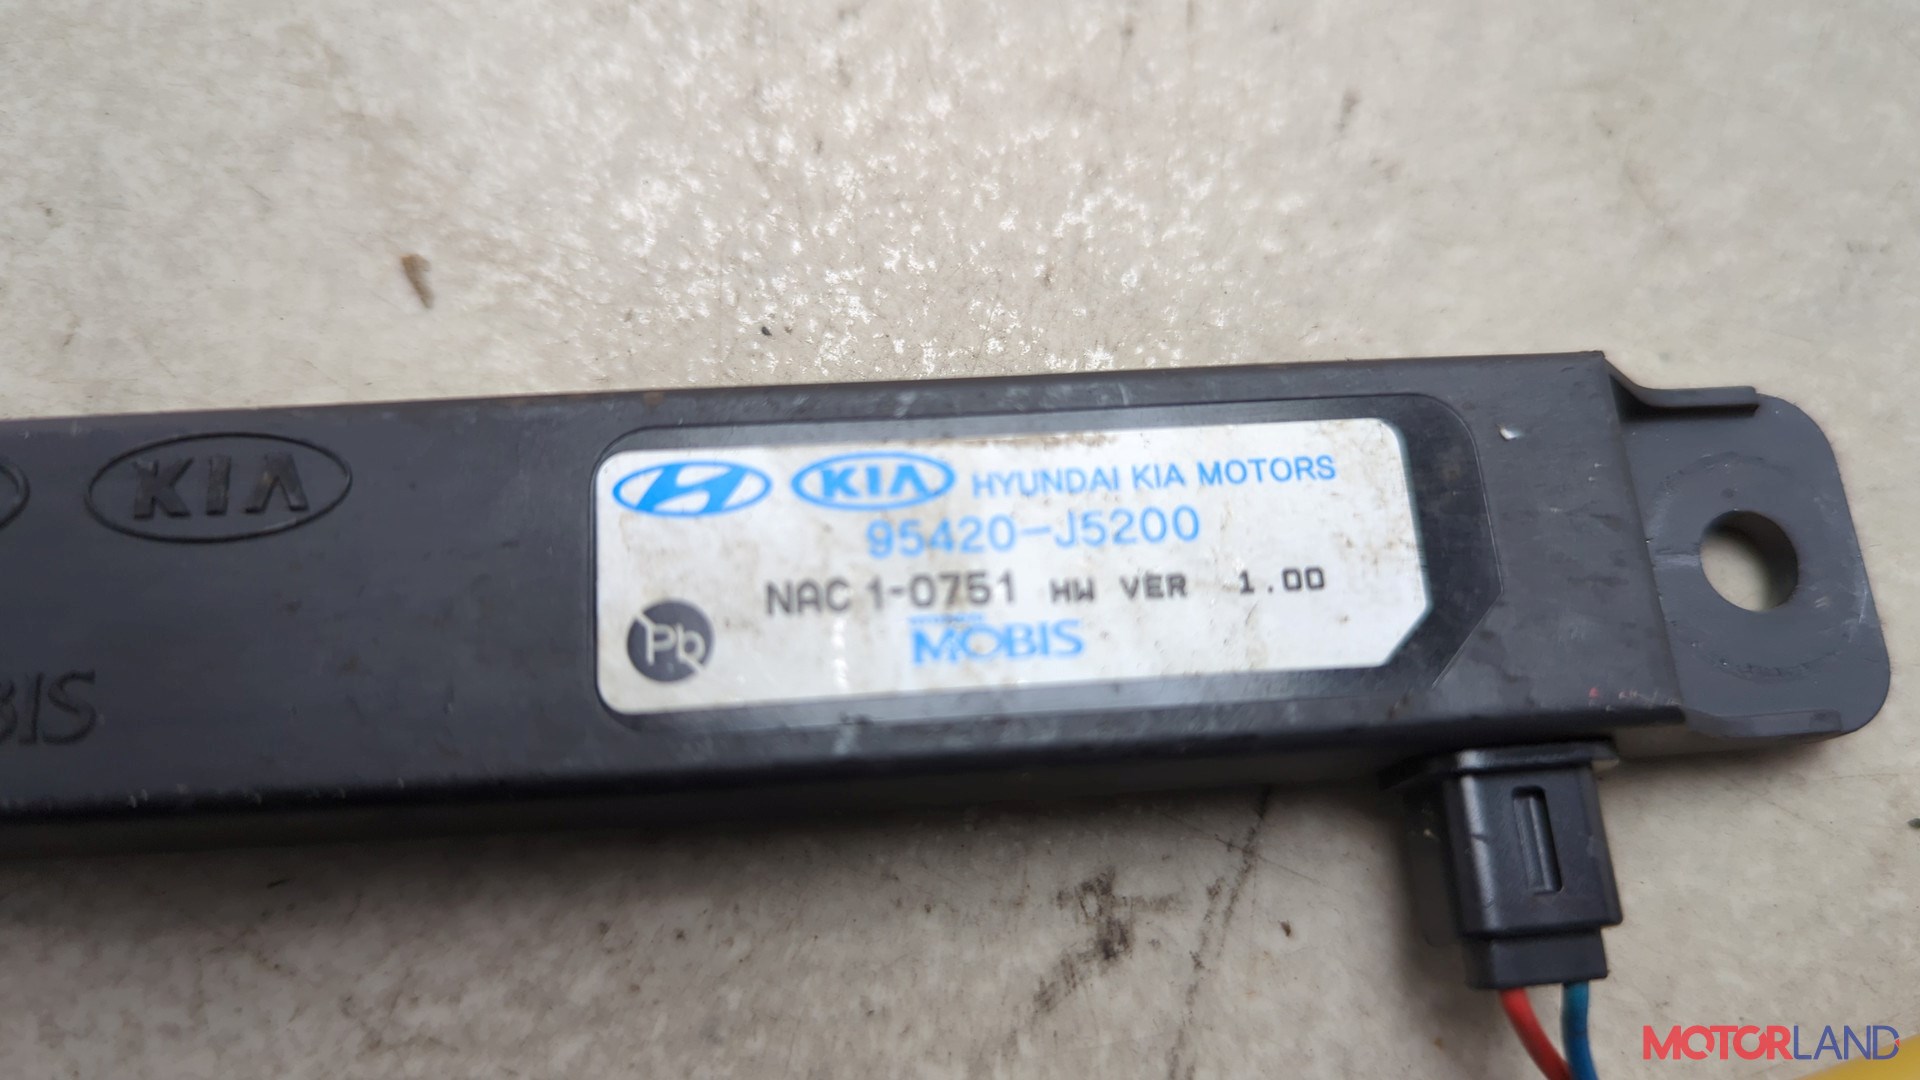 KIA
BIS
KIA HYUNDAI KIA MOTORS
95420-J5200
NAC 1-0751 HW VER 1.00
Pb
MOBIS
MOTORLAND